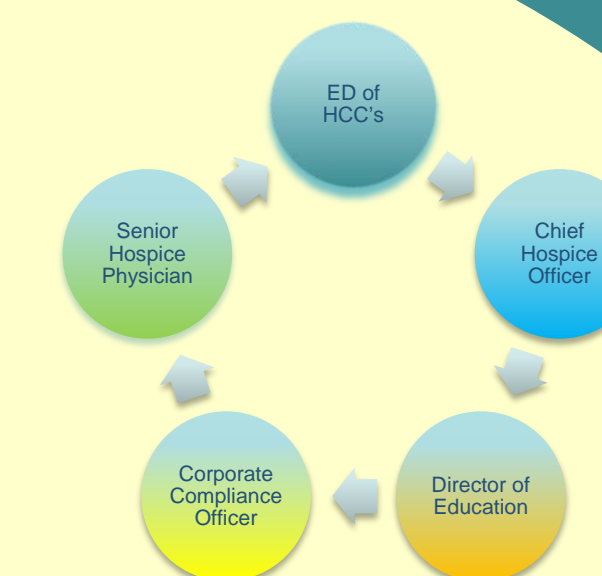 ED of
HCC's
Chief
Hospice
Officer
Director of
Education
Corporate
Compliance
Officer
Senior
Hospice
Physician